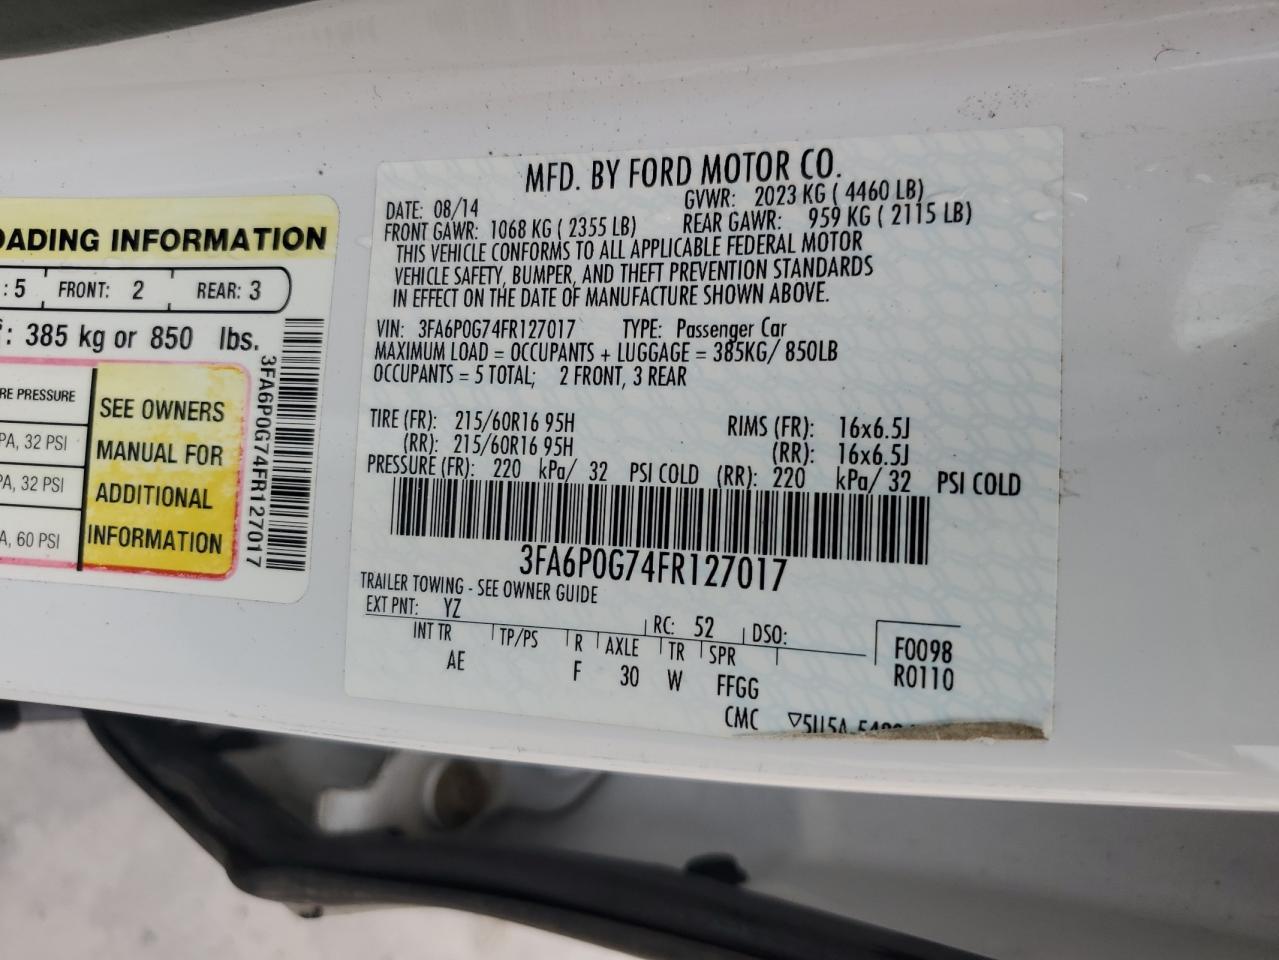 OADING INFORMATION
: 5 FRONT: 2 REAR: 3
: 385 kg or 850 lbs.
RE PRESSURE
PA, 32 PSI
PA, 32 PSI
A, 60 PSI
SEE OWNERS
MANUAL FOR
ADDITIONAL
INFORMATION
3FA6P0G74FR127017
MFD. BY FORD MOTOR CO.
DATE: 08/14 GVWR: 2023 KG ( 4460 LB)
FRONT GAWR: 1068 KG ( 2355 LB) REAR GAWR: 959 KG ( 2115 LB)
THIS VEHICLE CONFORMS TO ALL APPLICABLE FEDERAL MOTOR
VEHICLE SAFETY, BUMPER, AND THEFT PREVENTION STANDARDS
IN EFFECT ON THE DATE OF MANUFACTURE SHOWN ABOVE.
VIN: 3FA6P0G74FR127017 TYPE: Passenger Car
MAXIMUM LOAD = OCCUPANTS + LUGGAGE = 385KG/ 850LB
OCCUPANTS = 5 TOTAL; 2 FRONT, 3 REAR
TIRE (FR): 215/60R16 95H RIMS (FR): 16x6.5J
(RR): 215/60R16 95H (RR): 16x6.5J
PRESSURE (FR): 220 kPa/ 32 PSI COLD (RR): 220 kPa/ 32 PSI COLD
3FA6P0G74FR127017
TRAILER TOWING - SEE OWNER GUIDE
EXT PNT: YZ RC: 52 DSO:
INT TR TP/PS R AXLE TR SPR
AE F 30 W FFGG
F0098
R0110
CMC